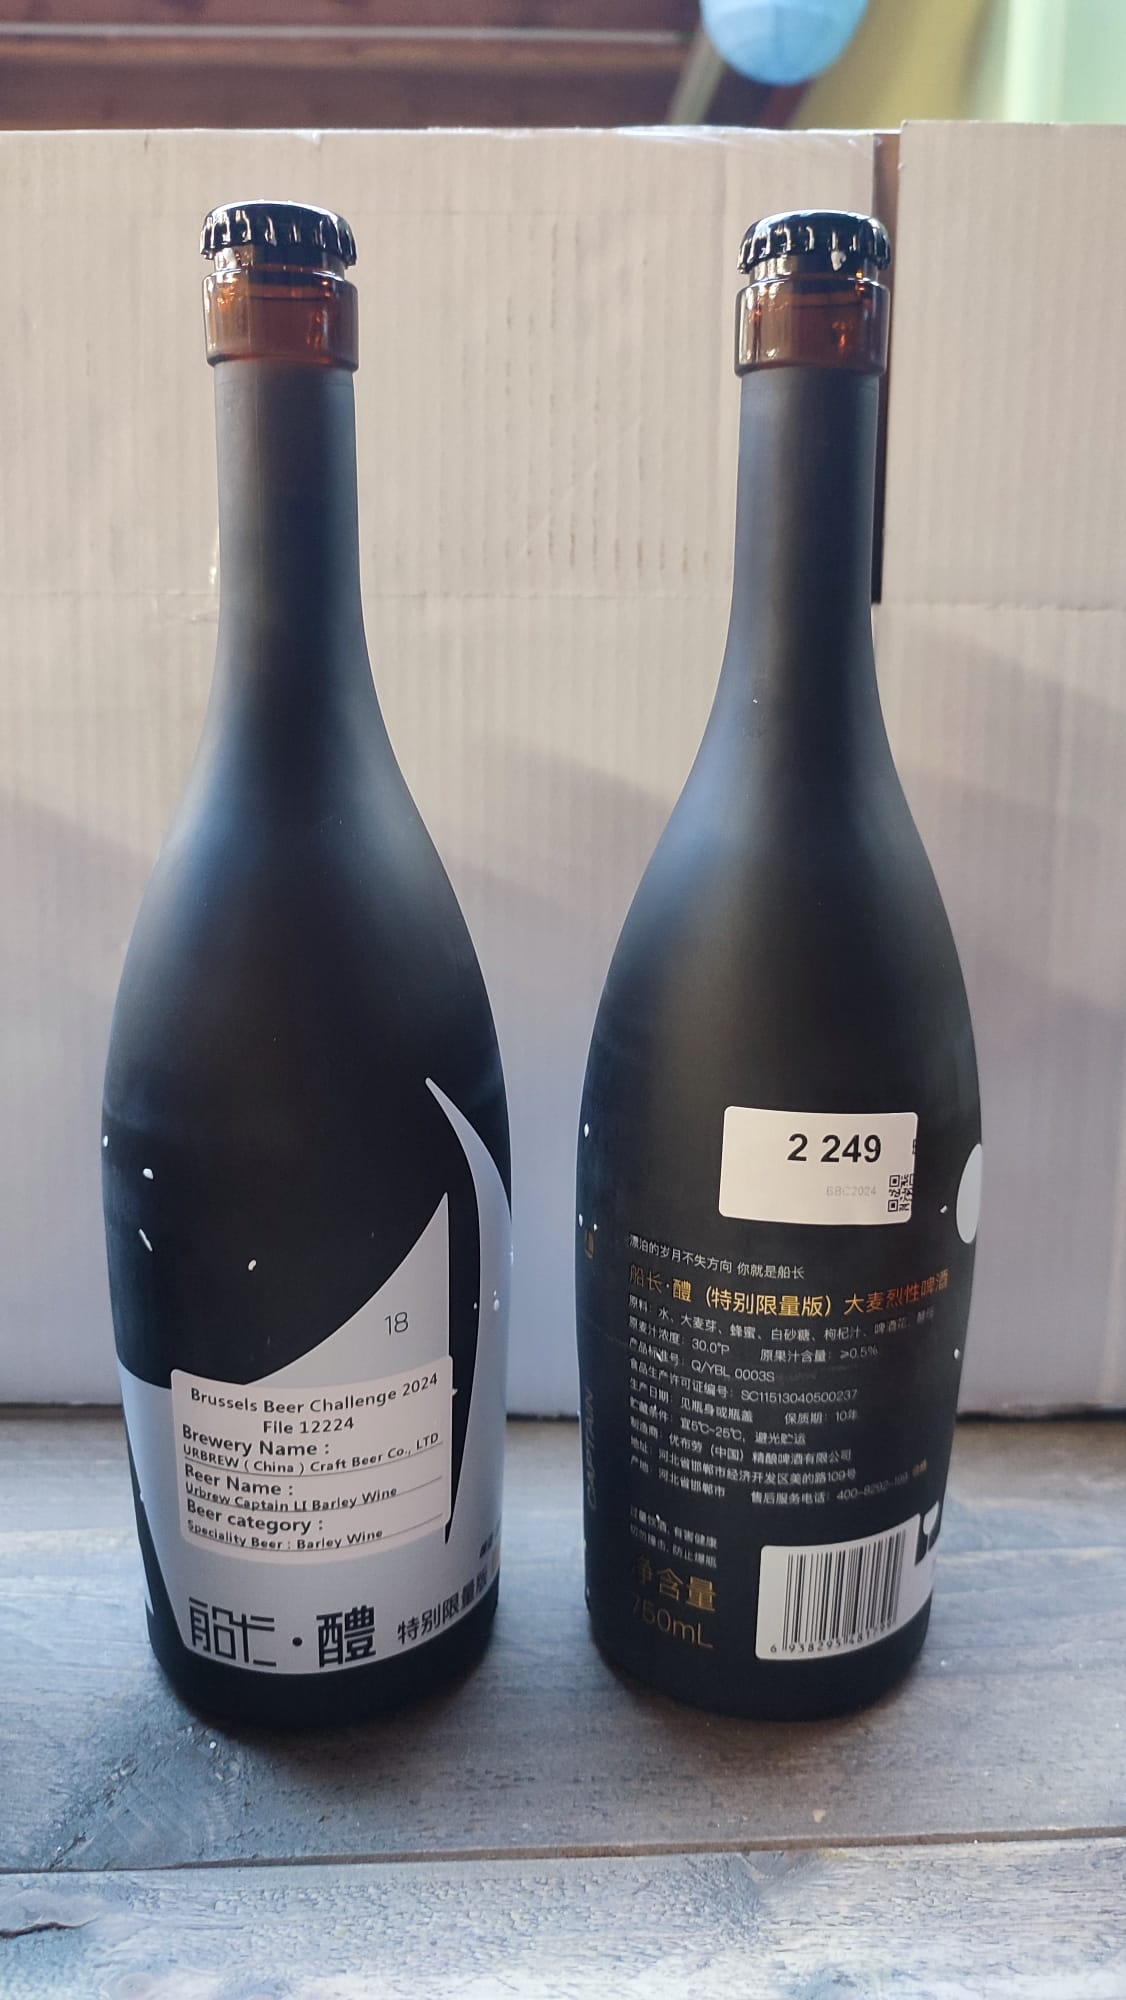 18
Brussels Beer Challenge 2024
File 12224
Brewery Name :
URBREW ( China ) Craft Beer Co., LTD
Beer Name :
Urbrew Captain LI Barley Wine
Beer category :
Speciality Beer : Barley Wine
船长·醴 特别限量版
2 249
BBC2024
漂泊的岁月不失方向 你就是船长
船长·醴（特别限量版）大麦烈性啤酒
原料：水、大麦芽、蜂蜜、白砂糖、枸杞汁、啤酒花、酵母
原麦汁浓度：30.0°P 原果汁含量：≥0.5%
产品标准号：Q/YBL 0003S
食品生产许可证编号：SC11513040500237
生产日期：见瓶身或瓶盖 保质期：10年
贮藏条件：宜5℃-25℃，避光贮运
制造商：优布劳（中国）精酿啤酒有限公司
地址：河北省邯郸市经济开发区美的路109号
产地：河北省邯郸市 售后服务电话：400-8292-199
过量饮酒，有害健康
切勿撞击，防止爆瓶
净含量
750mL
CAPTAIN
6 938295